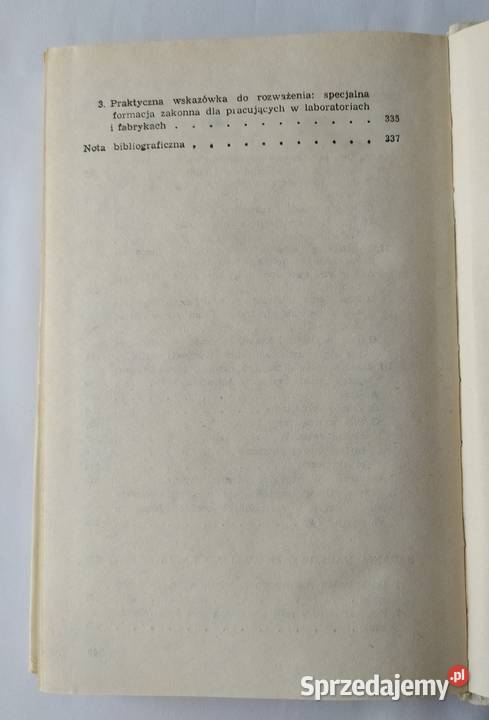 3. Praktyczna wskazówka do rozważenia: specjalna
formacja zakonna dla pracujących w laboratoriach
i fabrykach . . . . . . . . . . . . 335
Nota bibliograficzna . . . . . . . . . . . 337
Sprzedajemy.pl